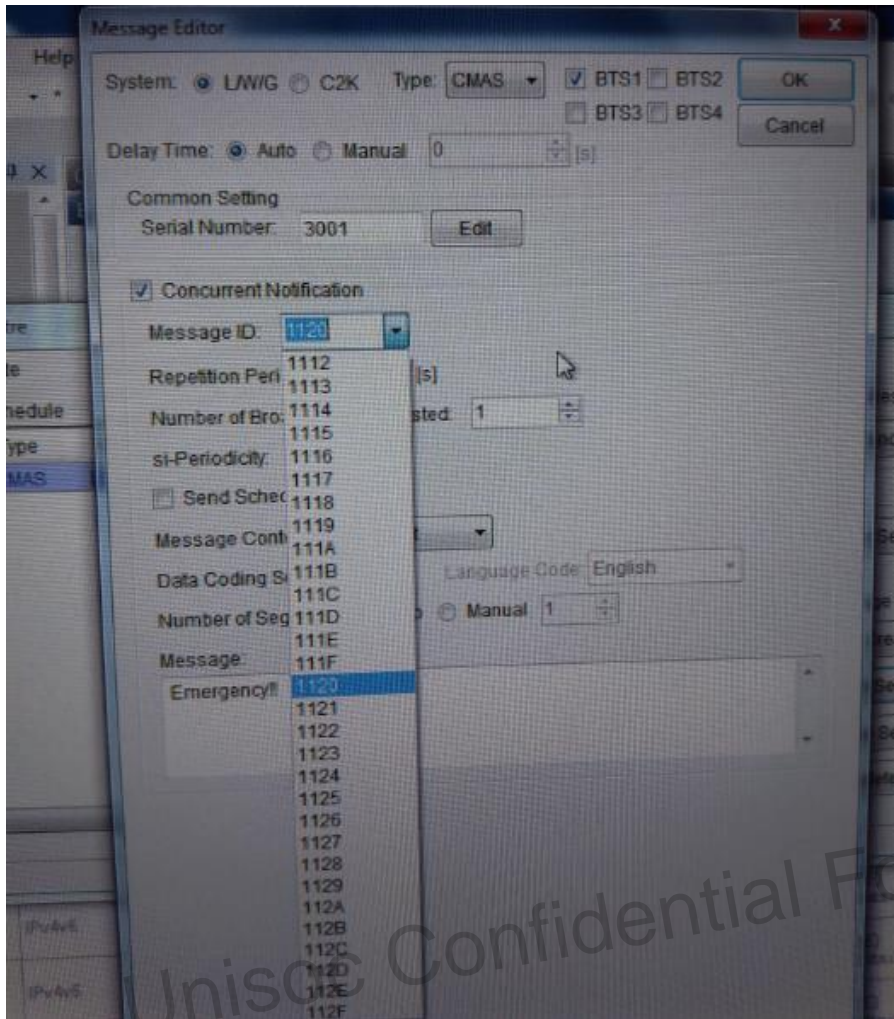 Message Editor
Help
System: L/W/G C2K Type: CMAS BTS1 BTS2 OK
BTS3 BTS4 Cancel
Delay Time: Auto Manual 0 [s]
Common Setting
Serial Number: 3001 Edit
Concurrent Notification
Message ID: 1120
1112
Repetition Peri [s]
1113
1114
Number of Bro sted: 1
1115
si-Periodicity: 1116
1117
Send Sched 1118
1119
Message Cont 111A
Data Coding S 111B Language Code English
111C
Number of Seg 111D Manual 1
111E
Message: 111F
Emergency!! 1120
1121
1122
1123
1124
1125
1126
1127
1128
1129
112A
112B
112C
112D
112E
112F
hedule
ype
MAS
IPv4v6
IPv4v6
Unisoc Confidential